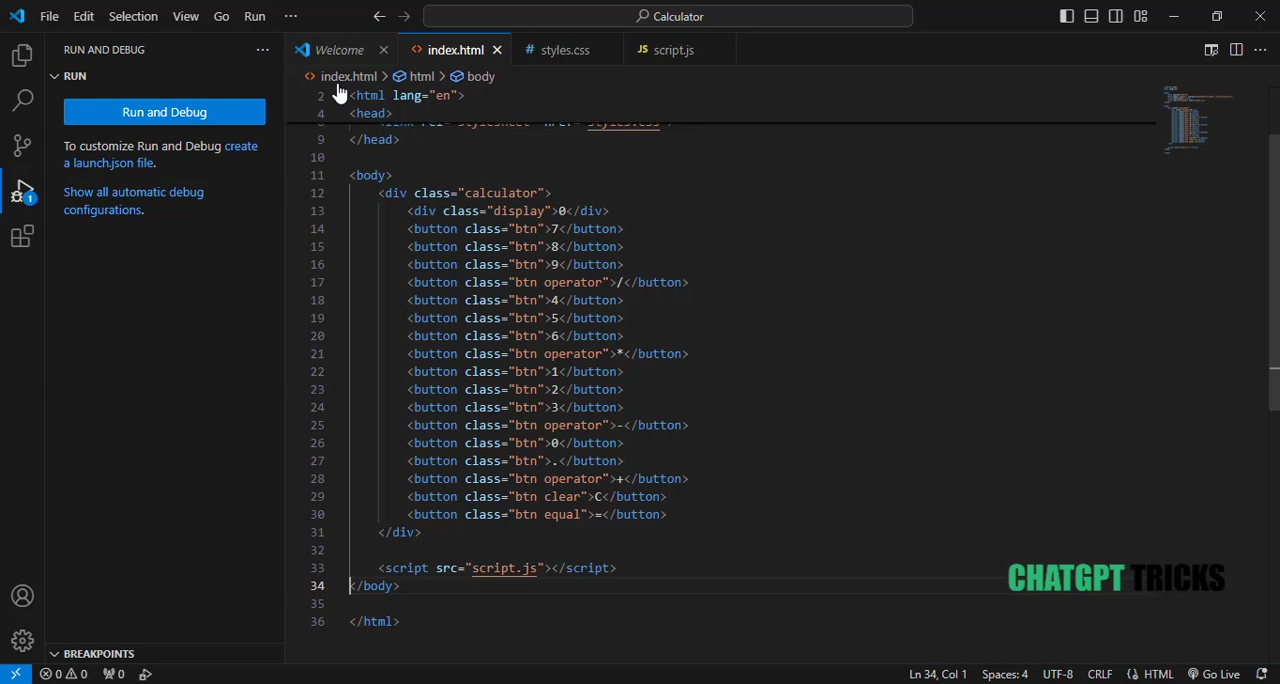 File Edit Selection View Go Run ··· Calculator
RUN AND DEBUG ···
RUN
Run and Debug
To customize Run and Debug create
a launch.json file.
Show all automatic debug
configurations.
BREAKPOINTS
Welcome index.html # styles.css JS script.js
index.html > html > body
2 <html lang="en">
4 <head>
<link rel="stylesheet" href="styles.css">
9 </head>
10
11 <body>
12 <div class="calculator">
13 <div class="display">0</div>
14 <button class="btn">7</button>
15 <button class="btn">8</button>
16 <button class="btn">9</button>
17 <button class="btn operator">/</button>
18 <button class="btn">4</button>
19 <button class="btn">5</button>
20 <button class="btn">6</button>
21 <button class="btn operator">*</button>
22 <button class="btn">1</button>
23 <button class="btn">2</button>
24 <button class="btn">3</button>
25 <button class="btn operator">-</button>
26 <button class="btn">0</button>
27 <button class="btn">.</button>
28 <button class="btn operator">+</button>
29 <button class="btn clear">C</button>
30 <button class="btn equal">=</button>
31 </div>
32
33 <script src="script.js"></script>
34 </body>
35
36 </html>
CHATGPT TRICKS
1
0 0 0 Ln 34, Col 1 Spaces: 4 UTF-8 CRLF HTML Go Live